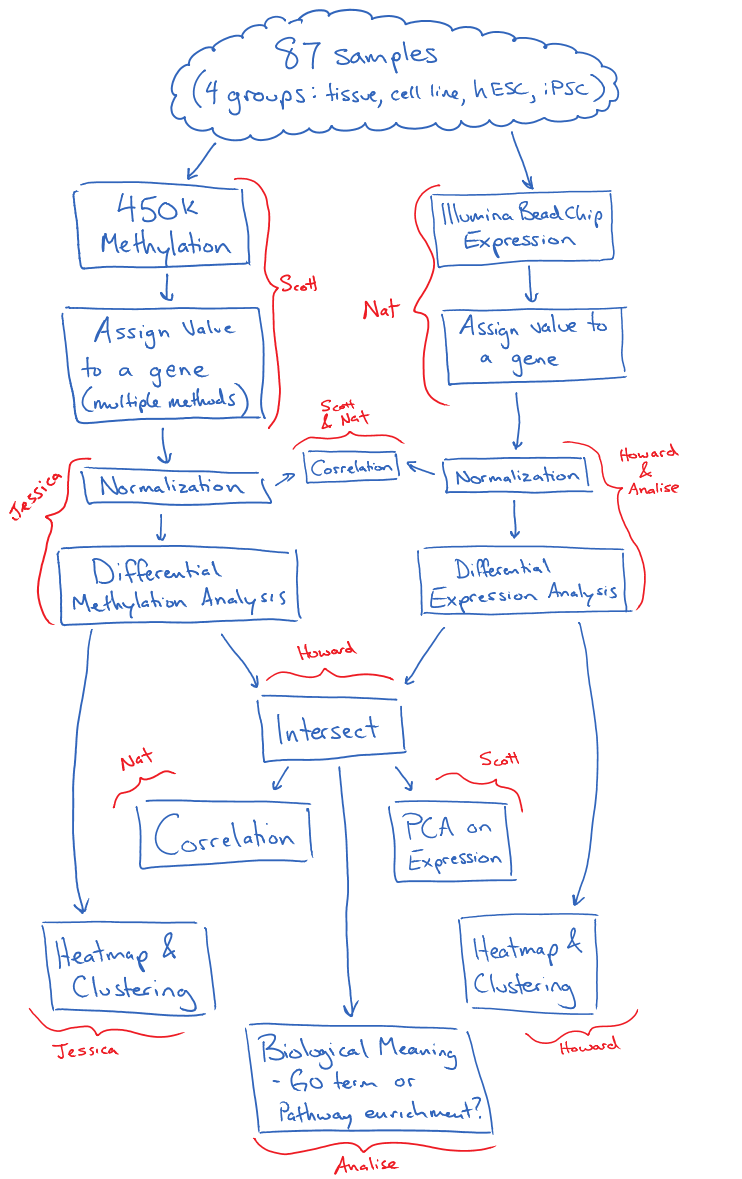 87 samples
(4 groups: tissue, cell line, hESC, iPSC)
450k
Methylation
Scott
Illumina BeadChip
Expression
Nat
Assign Value
to a gene
(multiple methods)
Assign value to
a gene
Scott
& Nat
Correlation
Jessica
Normalization
Normalization
Howard
&
Analise
Differential
Methylation Analysis
Differential
Expression Analysis
Howard
Intersect
Nat
Correlation
Scott
PCA on
Expression
Heatmap &
Clustering
Jessica
Heatmap &
Clustering
Howard
Biological Meaning
- GO term or
Pathway enrichment?
Analise